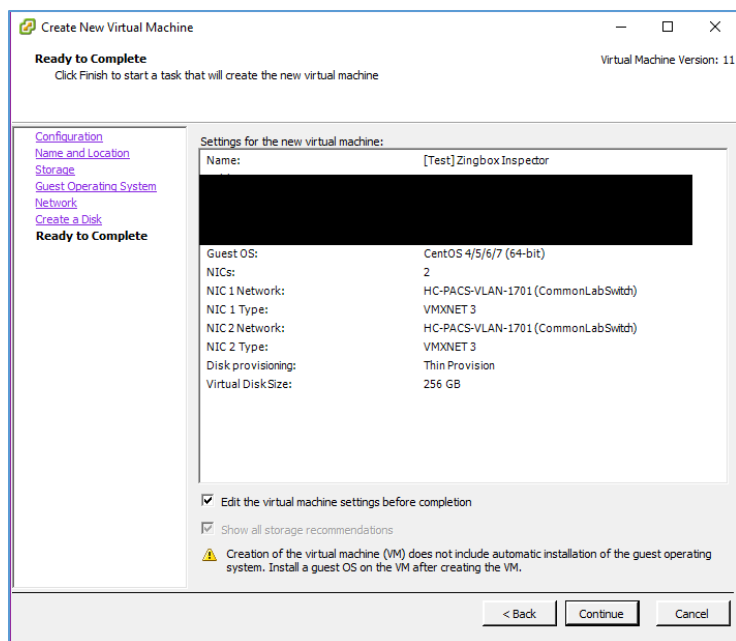 Create New Virtual Machine
Ready to Complete
Click Finish to start a task that will create the new virtual machine
Virtual Machine Version: 11
Configuration
Name and Location
Storage
Guest Operating System
Network
Create a Disk
Ready to Complete
Settings for the new virtual machine:
Name: [Test] Zingbox Inspector
Guest OS: CentOS 4/5/6/7 (64-bit)
NICs: 2
NIC 1 Network: HC-PACS-VLAN-1701 (CommonLabSwitch)
NIC 1 Type: VMXNET 3
NIC 2 Network: HC-PACS-VLAN-1701 (CommonLabSwitch)
NIC 2 Type: VMXNET 3
Disk provisioning: Thin Provision
Virtual Disk Size: 256 GB
Edit the virtual machine settings before completion
Show all storage recommendations
Creation of the virtual machine (VM) does not include automatic installation of the guest operating
system. Install a guest OS on the VM after creating the VM.
< Back Continue Cancel